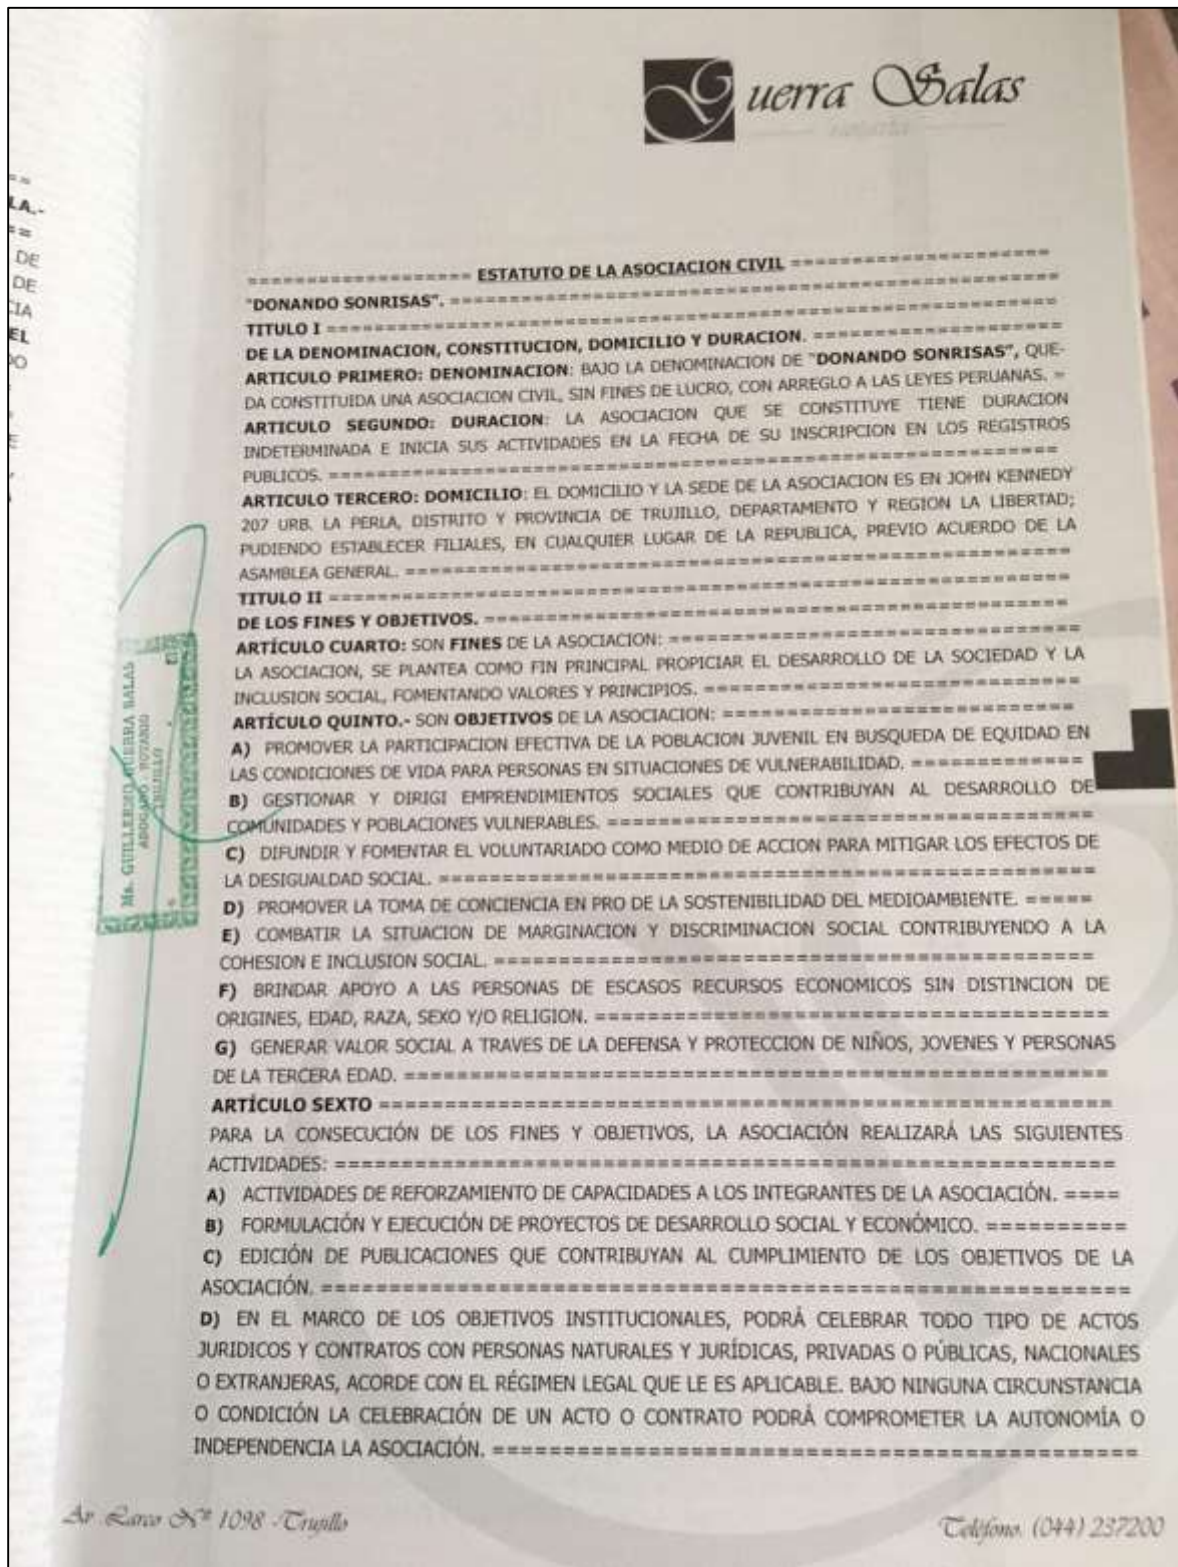 Guerra Salas
==
LA.-
==
DE
DE
CIA
EL
DO
E
=================== ESTATUTO DE LA ASOCIACION CIVIL ======================
"DONANDO SONRISAS". ===================================================
TITULO I =============================================================
DE LA DENOMINACION, CONSTITUCION, DOMICILIO Y DURACION. =====================
ARTICULO PRIMERO: DENOMINACION: BAJO LA DENOMINACION DE "DONANDO SONRISAS", QUE-
DA CONSTITUIDA UNA ASOCIACION CIVIL, SIN FINES DE LUCRO, CON ARREGLO A LAS LEYES PERUANAS. =
ARTICULO SEGUNDO: DURACION: LA ASOCIACION QUE SE CONSTITUYE TIENE DURACION
INDETERMINADA E INICIA SUS ACTIVIDADES EN LA FECHA DE SU INSCRIPCION EN LOS REGISTROS
PUBLICOS. =============================================================
ARTICULO TERCERO: DOMICILIO: EL DOMICILIO Y LA SEDE DE LA ASOCIACION ES EN JOHN KENNEDY
207 URB. LA PERLA, DISTRITO Y PROVINCIA DE TRUJILLO, DEPARTAMENTO Y REGION LA LIBERTAD;
PUDIENDO ESTABLECER FILIALES, EN CUALQUIER LUGAR DE LA REPUBLICA, PREVIO ACUERDO DE LA
ASAMBLEA GENERAL. ========================================================
TITULO II ==============================================================
DE LOS FINES Y OBJETIVOS. =================================================
ARTÍCULO CUARTO: SON FINES DE LA ASOCIACION: ===================================
LA ASOCIACION, SE PLANTEA COMO FIN PRINCIPAL PROPICIAR EL DESARROLLO DE LA SOCIEDAD Y LA
INCLUSION SOCIAL, FOMENTANDO VALORES Y PRINCIPIOS. ================================
ARTÍCULO QUINTO.- SON OBJETIVOS DE LA ASOCIACION: ==============================
A) PROMOVER LA PARTICIPACION EFECTIVA DE LA POBLACION JUVENIL EN BUSQUEDA DE EQUIDAD EN
LAS CONDICIONES DE VIDA PARA PERSONAS EN SITUACIONES DE VULNERABILIDAD. =============
B) GESTIONAR Y DIRIGI EMPRENDIMIENTOS SOCIALES QUE CONTRIBUYAN AL DESARROLLO DE
COMUNIDADES Y POBLACIONES VULNERABLES. =========================================
C) DIFUNDIR Y FOMENTAR EL VOLUNTARIADO COMO MEDIO DE ACCION PARA MITIGAR LOS EFECTOS DE
LA DESIGUALDAD SOCIAL. =======================================================
D) PROMOVER LA TOMA DE CONCIENCIA EN PRO DE LA SOSTENIBILIDAD DEL MEDIOAMBIENTE. =====
E) COMBATIR LA SITUACION DE MARGINACION Y DISCRIMINACION SOCIAL CONTRIBUYENDO A LA
COHESION E INCLUSION SOCIAL. ==================================================
F) BRINDAR APOYO A LAS PERSONAS DE ESCASOS RECURSOS ECONOMICOS SIN DISTINCION DE
ORIGINES, EDAD, RAZA, SEXO Y/O RELIGION. ===========================================
G) GENERAR VALOR SOCIAL A TRAVES DE LA DEFENSA Y PROTECCION DE NIÑOS, JOVENES Y PERSONAS
DE LA TERCERA EDAD. ===========================================================
ARTÍCULO SEXTO ==============================================================
PARA LA CONSECUCIÓN DE LOS FINES Y OBJETIVOS, LA ASOCIACIÓN REALIZARÁ LAS SIGUIENTES
ACTIVIDADES: =================================================================
A) ACTIVIDADES DE REFORZAMIENTO DE CAPACIDADES A LOS INTEGRANTES DE LA ASOCIACIÓN. ====
B) FORMULACIÓN Y EJECUCIÓN DE PROYECTOS DE DESARROLLO SOCIAL Y ECONÓMICO. ==========
C) EDICIÓN DE PUBLICACIONES QUE CONTRIBUYAN AL CUMPLIMIENTO DE LOS OBJETIVOS DE LA
ASOCIACIÓN. ==================================================================
D) EN EL MARCO DE LOS OBJETIVOS INSTITUCIONALES, PODRÁ CELEBRAR TODO TIPO DE ACTOS
JURIDICOS Y CONTRATOS CON PERSONAS NATURALES Y JURÍDICAS, PRIVADAS O PÚBLICAS, NACIONALES
O EXTRANJERAS, ACORDE CON EL RÉGIMEN LEGAL QUE LE ES APLICABLE. BAJO NINGUNA CIRCUNSTANCIA
O CONDICIÓN LA CELEBRACIÓN DE UN ACTO O CONTRATO PODRÁ COMPROMETER LA AUTONOMÍA O
INDEPENDENCIA LA ASOCIACIÓN. ==============================================
Ms. GUILLERMO GUERRA SALAS
ABOGADO - NOTARIO
TRUJILLO
Av. Larco Nº 1098 - Trujillo
Teléfono. (044) 237200